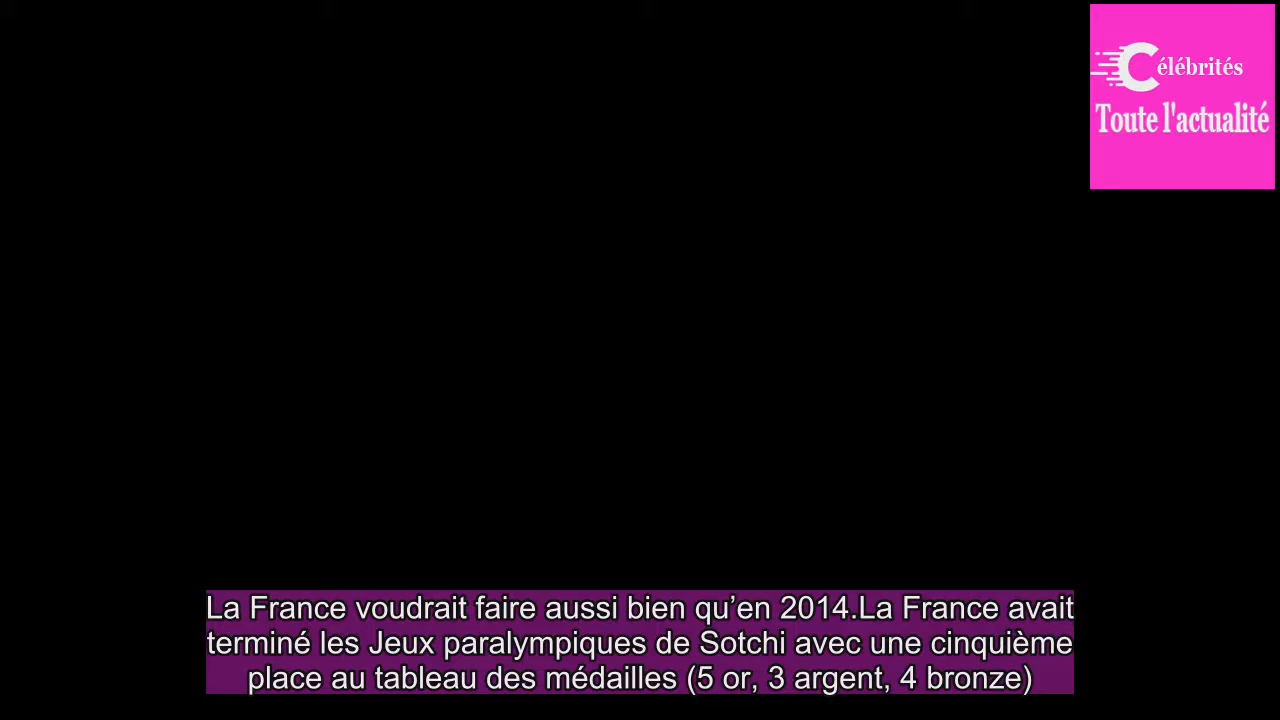 Célébrités
Toute l'actualité
La France voudrait faire aussi bien qu’en 2014.La France avait
terminé les Jeux paralympiques de Sotchi avec une cinquième
place au tableau des médailles (5 or, 3 argent, 4 bronze)